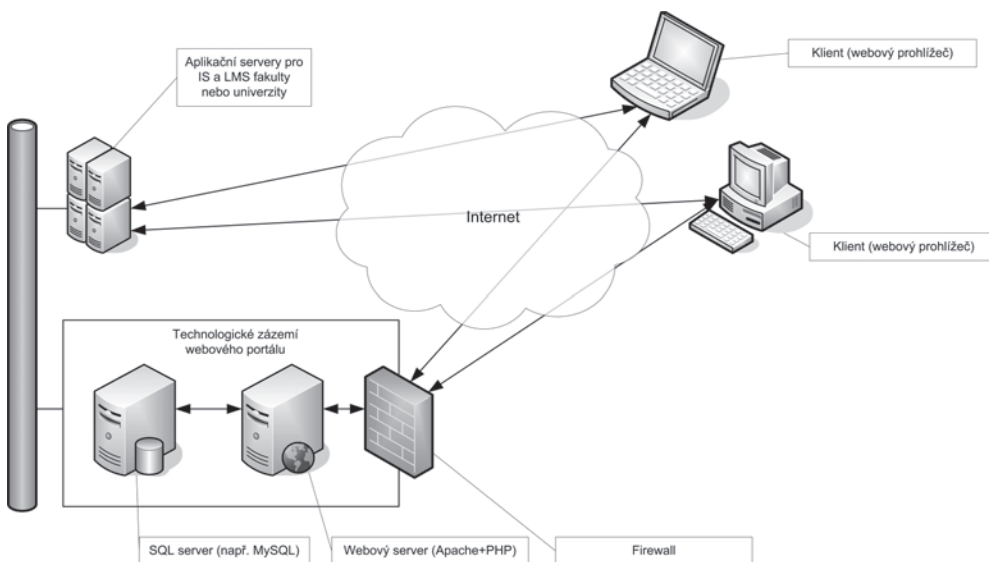 Aplikační servery pro
IS a LMS fakulty
nebo univerzity
Klient (webový prohlížeč)
Internet
Klient (webový prohlížeč)
Technologické zázemí
webového portálu
SQL server (např. MySQL)
Webový server (Apache+PHP)
Firewall